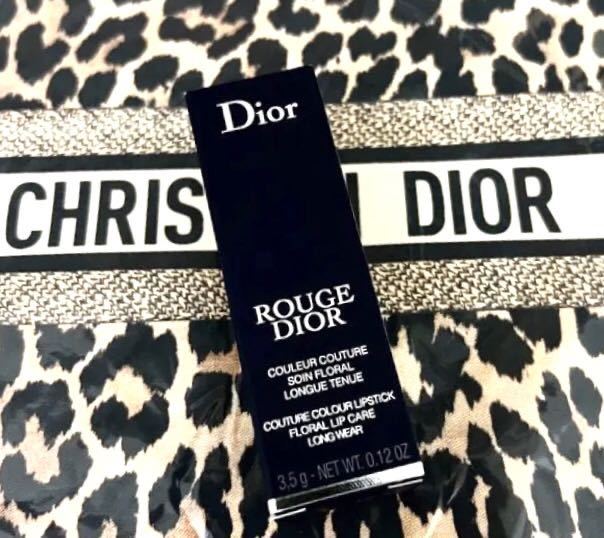 Dior
CHRIS
N DIOR
ROUGE
DIOR
COULEUR COUTURE
SOIN FLORAL
LONGUE TENUE
COUTURE COLOUR LIPSTICK
FLORAL LIP CARE
LONG WEAR
3.5 g - NET WT. 0.12 OZ